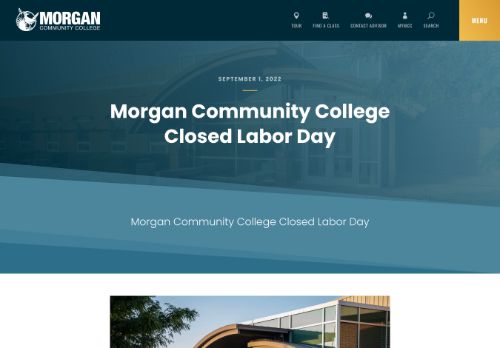 MORGAN
COMMUNITY COLLEGE
TOUR
FIND A CLASS
CONTACT ADVISOR
MYMCC
SEARCH
MENU
SEPTEMBER 1, 2022
Morgan Community College
Closed Labor Day
Morgan Community College Closed Labor Day